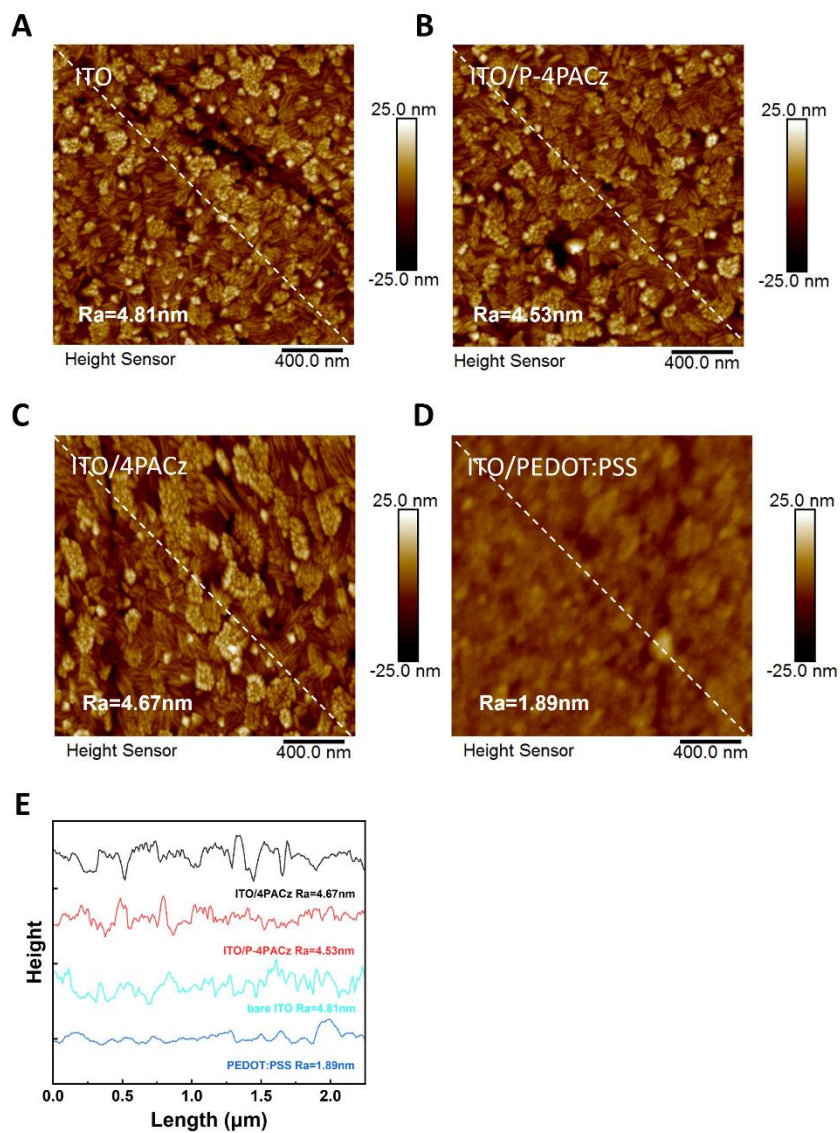 A
ITO
Ra=4.81nm
Height Sensor
400.0 nm
25.0 nm
-25.0 nm
B
ITO/P-4PACz
Ra=4.53nm
Height Sensor
400.0 nm
25.0 nm
-25.0 nm
C
ITO/4PACz
Ra=4.67nm
Height Sensor
400.0 nm
25.0 nm
-25.0 nm
D
ITO/PEDOT:PSS
Ra=1.89nm
Height Sensor
400.0 nm
25.0 nm
-25.0 nm
E
Height
ITO/4PACz Ra=4.67nm
ITO/P-4PACz Ra=4.53nm
bare ITO Ra=4.81nm
PEDOT:PSS Ra=1.89nm
0.0 0.5 1.0 1.5 2.0
Length (μm)